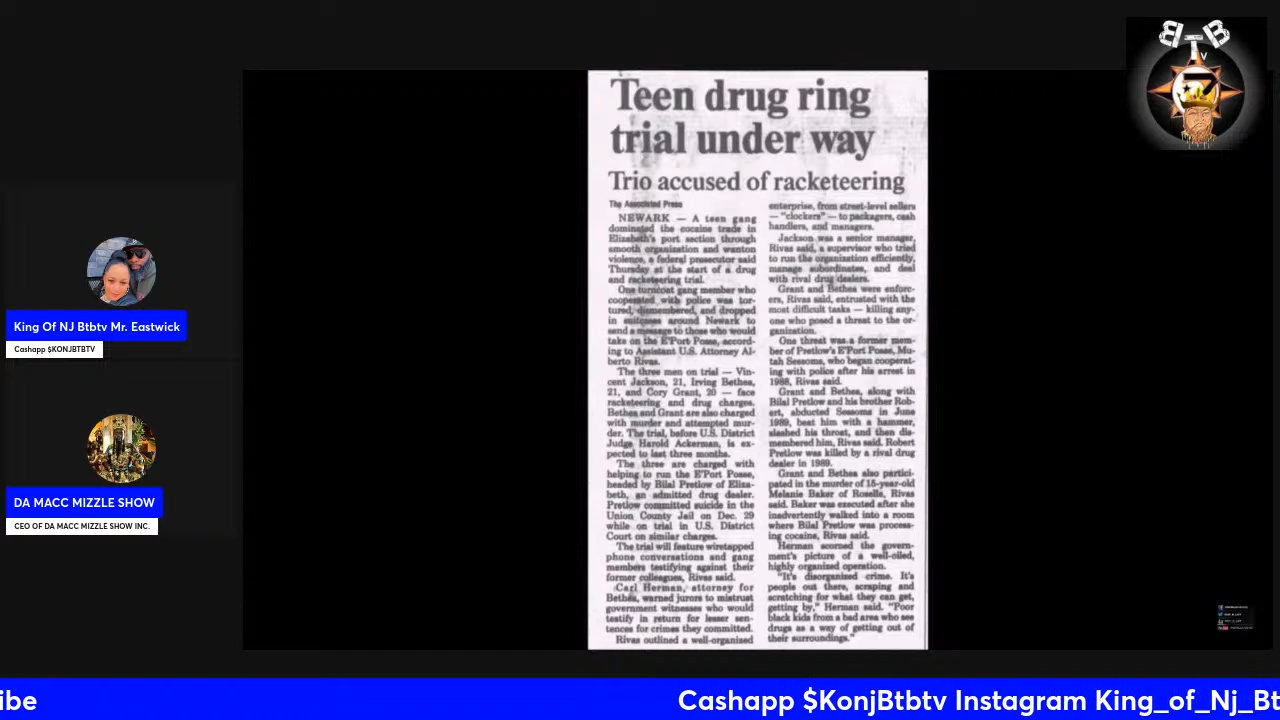 BTB
TV
Teen drug ring
trial under way
Trio accused of racketeering
The Associated Press
NEWARK — A teen gang
dominated the cocaine trade in
Elizabeth's port section through
smooth organization and wanton
violence, a federal prosecutor said
Thursday at the start of a drug
and racketeering trial.
One turncoat gang member who
cooperated with police was tor-
tured, dismembered, and dropped
in suitcases around Newark to
send a message to those who would
take on the E'Port Posse, accord-
ing to Assistant U.S. Attorney Al-
berto Rivas.
The three men on trial — Vin-
cent Jackson, 21, Irving Bethea,
21, and Cory Grant, 20 — face
racketeering and drug charges.
Bethea and Grant are also charged
with murder and attempted mur-
der. The trial, before U.S. District
Judge Harold Ackerman, is ex-
pected to last three months.
The three are charged with
helping to run the E'Port Posse,
headed by Bilal Pretlow of Eliza-
beth, an admitted drug dealer.
Pretlow committed suicide in the
Union County Jail on Dec. 29
while on trial in U.S. District
Court on similar charges.
The trial will feature wiretapped
phone conversations and gang
members testifying against their
former colleagues, Rivas said.
Carl Herman, attorney for
Bethea, warned jurors to mistrust
government witnesses who would
testify in return for lesser sen-
tences for crimes they committed.
Rivas outlined a well-organized
enterprise, from street-level sellers
— "clockers" — to packagers, cash
handlers, and managers.
Jackson was a senior manager,
Rivas said, a supervisor who tried
to run the organization efficiently,
manage subordinates, and deal
with rival drug dealers.
Grant and Bethea were enforc-
ers, Rivas said, entrusted with the
most difficult tasks — killing any-
one who posed a threat to the or-
ganization.
One threat was a former mem-
ber of Pretlow's E'Port Posse, Mu-
tah Sessoms, who began cooperat-
ing with police after his arrest in
1988, Rivas said.
Grant and Bethea, along with
Bilal Pretlow and his brother Rob-
ert, abducted Sessoms in June
1989, beat him with a hammer,
slashed his throat, and then dis-
membered him, Rivas said. Robert
Pretlow was killed by a rival drug
dealer in 1989.
Grant and Bethea also partici-
pated in the murder of 15-year-old
Melanie Baker of Roselle, Rivas
said. Baker was executed after she
inadvertently walked into a room
where Bilal Pretlow was process-
ing cocaine, Rivas said.
Herman scorned the govern-
ment's picture of a well-oiled,
highly organized operation.
"It's disorganized crime. It's
people out there, scraping and
scratching for what they can get,
getting by," Herman said. "Poor
black kids from a bad area who see
drugs as a way of getting out of
their surroundings."
King Of NJ Btbtv Mr. Eastwick
Cashapp $KONJBTBTV
DA MACC MIZZLE SHOW
CEO OF DA MACC MIZZLE SHOW INC.
ibe Cashapp $KonjBtbtv Instagram King_of_Nj_Bt